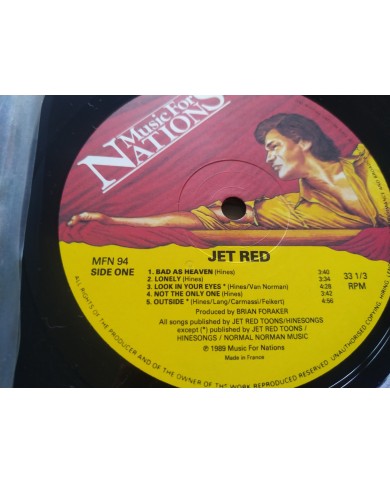 Music For
NATIONS
JET RED
MFN 94
SIDE ONE
1. BAD AS HEAVEN (Hines) 3:40
2. LONELY (Hines) 3:34
3. LOOK IN YOUR EYES * (Hines/Van Norman) 4:28
4. NOT THE ONLY ONE (Hines) 3:42
5. OUTSIDE * (Hines/Lang/Carmassi/Feikert) 4:56
33 1/3
RPM
Produced by BRIAN FORAKER
All songs published by JET RED TOONS/HINESONGS
except (*) published by JET RED TOONS /
HINESONGS / NORMAL NORMAN MUSIC
℗ 1989 Music For Nations
Made in France
ALL RIGHTS OF THE PRODUCER AND OF THE OWNER OF THE WORK REPRODUCED RESERVED. UNAUTHORISED COPYING, HIRING,